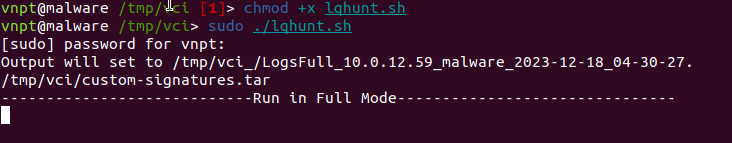 vnpt@malware /tmp/vci [1]> chmod +x lqhunt.sh
vnpt@malware /tmp/vci> sudo ./lqhunt.sh
[sudo] password for vnpt:
Output will set to /tmp/vci_/LogsFull_10.0.12.59_malware_2023-12-18_04-30-27.
/tmp/vci/custom-signatures.tar
----------------------------Run in Full Mode-------------------------------